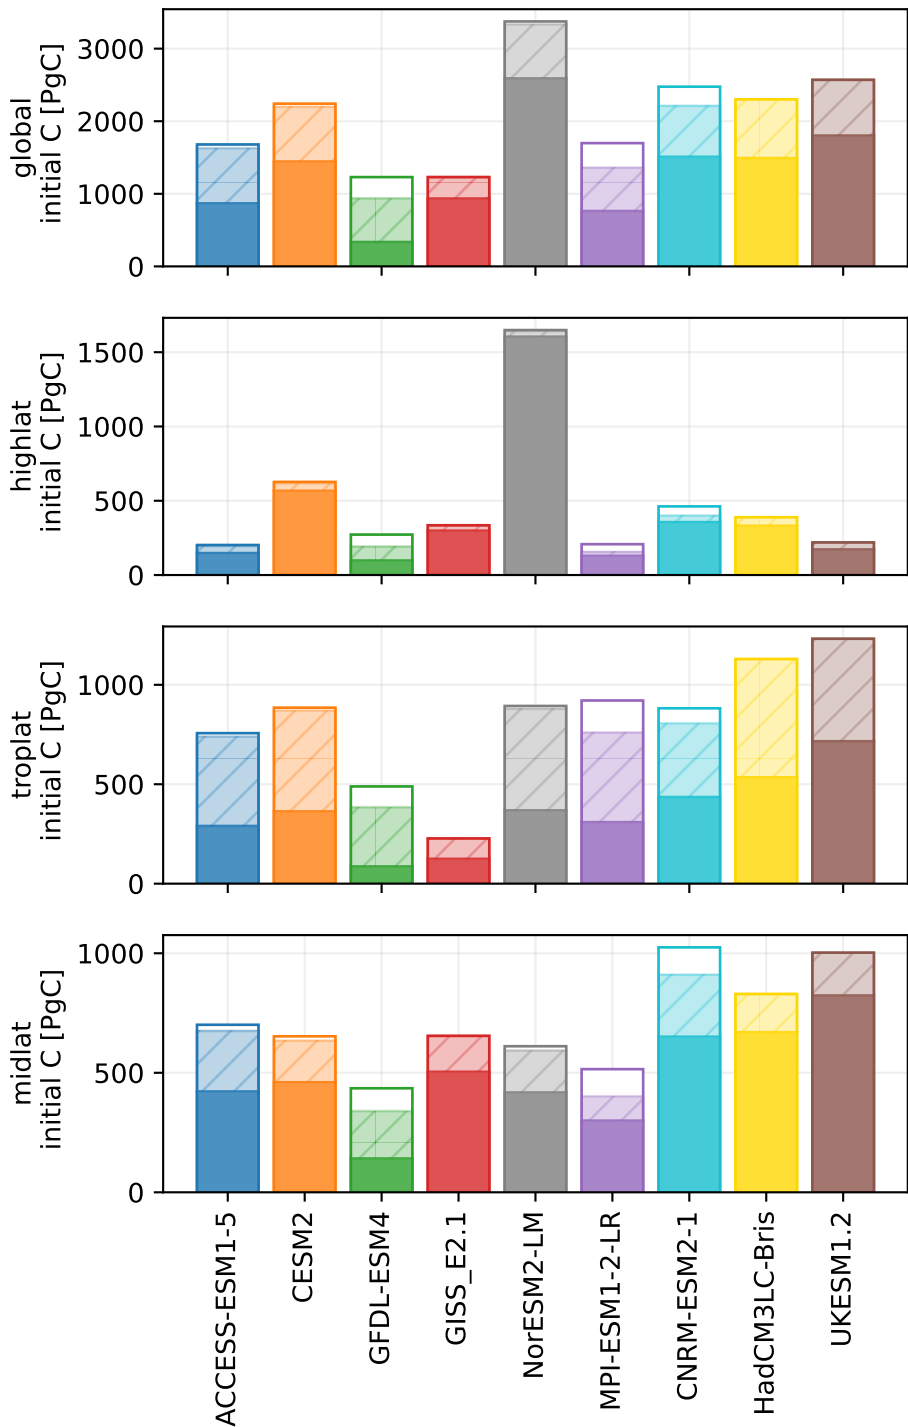 global
initial C [PgC]
3000
2000
1000
0
highlat
initial C [PgC]
1500
1000
500
0
troplat
initial C [PgC]
1000
500
0
midlat
initial C [PgC]
1000
500
0
ACCESS-ESM1-5
CESM2
GFDL-ESM4
GISS_E2.1
NorESM2-LM
MPI-ESM1-2-LR
CNRM-ESM2-1
HadCM3LC-Bris
UKESM1.2